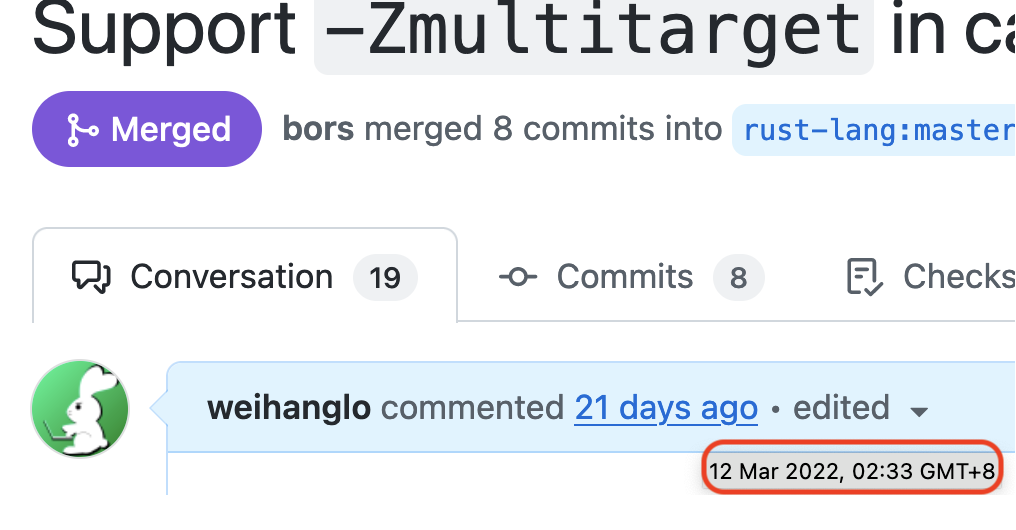 Support -Zmultitarget in ca
Merged bors merged 8 commits into rust-lang:master
Conversation 19 Commits 8 Checks
weihanglo commented 21 days ago • edited
12 Mar 2022, 02:33 GMT+8